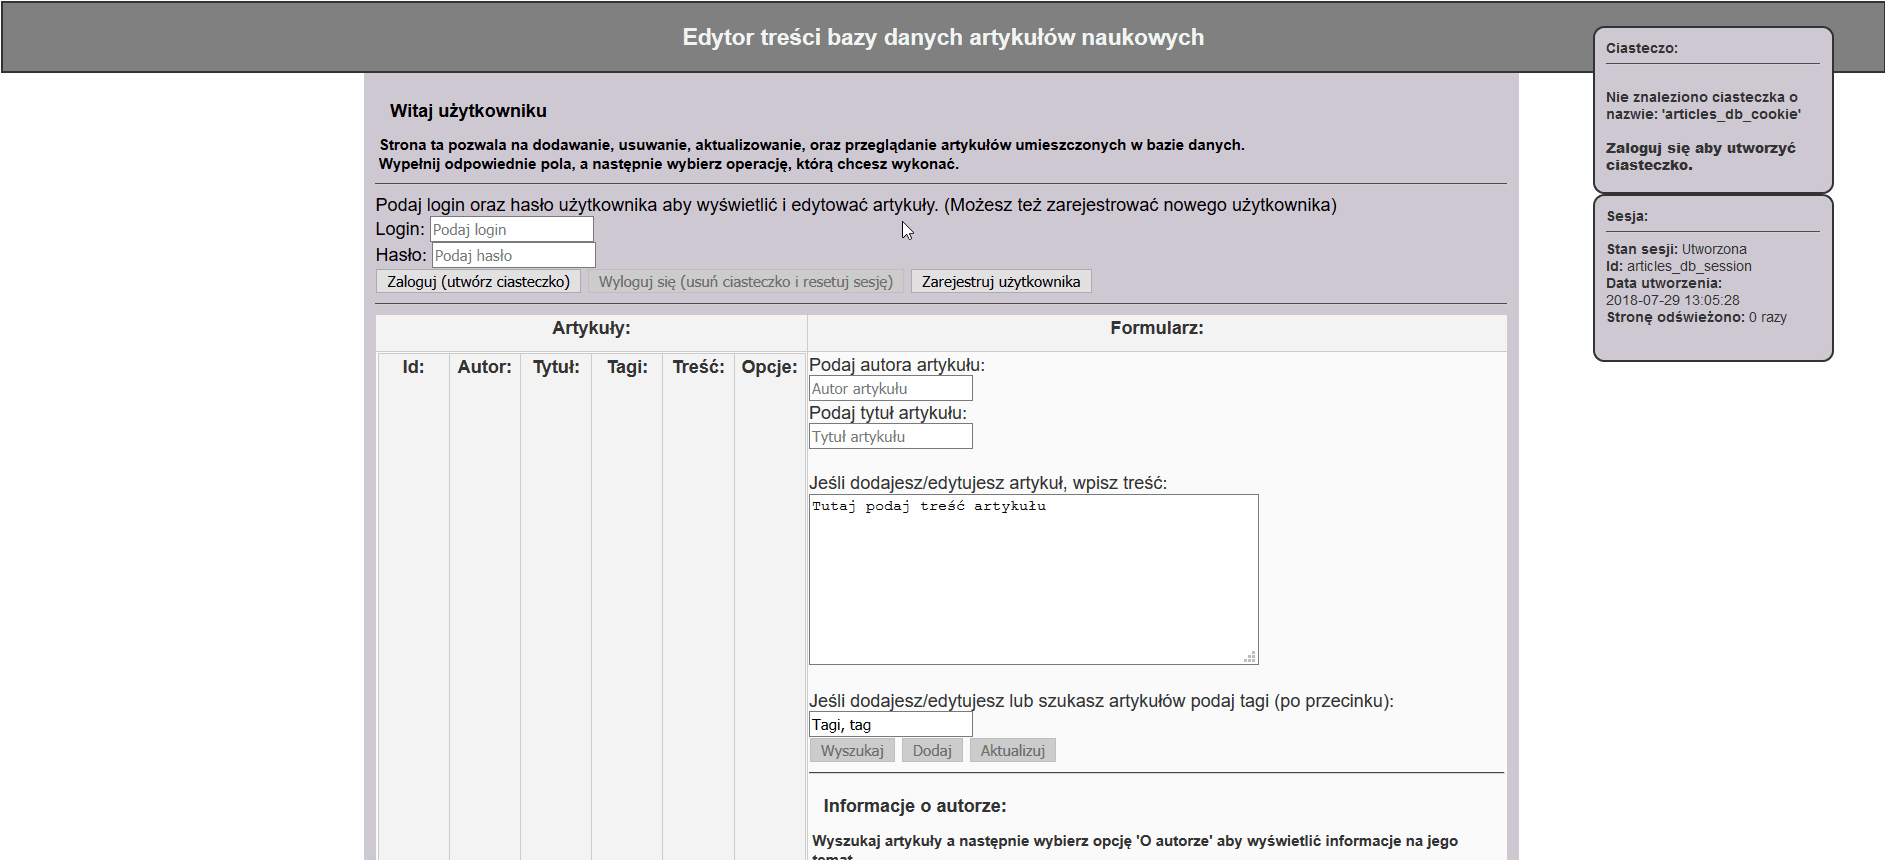 Edytor treści bazy danych artykułów naukowych
Ciasteczo:
Nie znaleziono ciasteczka o
nazwie: 'articles_db_cookie'
Zaloguj się aby utworzyć
ciasteczko.
Sesja:
Stan sesji: Utworzona
Id: articles_db_session
Data utworzenia:
2018-07-29 13:05:28
Stronę odświeżono: 0 razy
Witaj użytkowniku
Strona ta pozwala na dodawanie, usuwanie, aktualizowanie, oraz przeglądanie artykułów umieszczonych w bazie danych.
Wypełnij odpowiednie pola, a następnie wybierz operację, którą chcesz wykonać.
Podaj login oraz hasło użytkownika aby wyświetlić i edytować artykuły. (Możesz też zarejestrować nowego użytkownika)
Login: Podaj login
Hasło: Podaj hasło
Zaloguj (utwórz ciasteczko) Wyloguj się (usuń ciasteczko i resetuj sesję) Zarejestruj użytkownika
Artykuły: Formularz:
Id: Autor: Tytuł: Tagi: Treść: Opcje:
Podaj autora artykułu:
Autor artykułu
Podaj tytuł artykułu:
Tytuł artykułu
Jeśli dodajesz/edytujesz artykuł, wpisz treść:
Tutaj podaj treść artykułu
Jeśli dodajesz/edytujesz lub szukasz artykułów podaj tagi (po przecinku):
Tagi, tag
Wyszukaj Dodaj Aktualizuj
Informacje o autorze:
Wyszukaj artykuły a następnie wybierz opcję 'O autorze' aby wyświetlić informacje na jego
temat